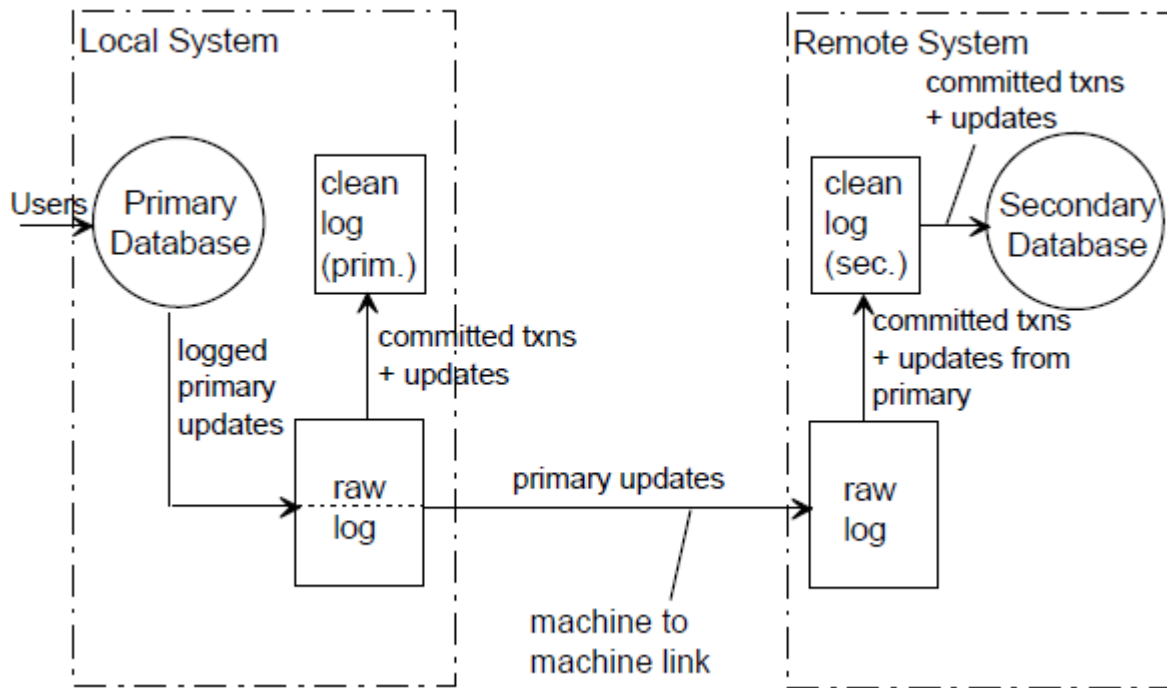 Local System
Users
Primary
Database
clean
log
(prim.)
logged
primary
updates
committed txns
+ updates
raw
log
primary updates
machine to
machine link
Remote System
committed txns
+ updates
clean
log
(sec.)
Secondary
Database
committed txns
+ updates from
primary
raw
log